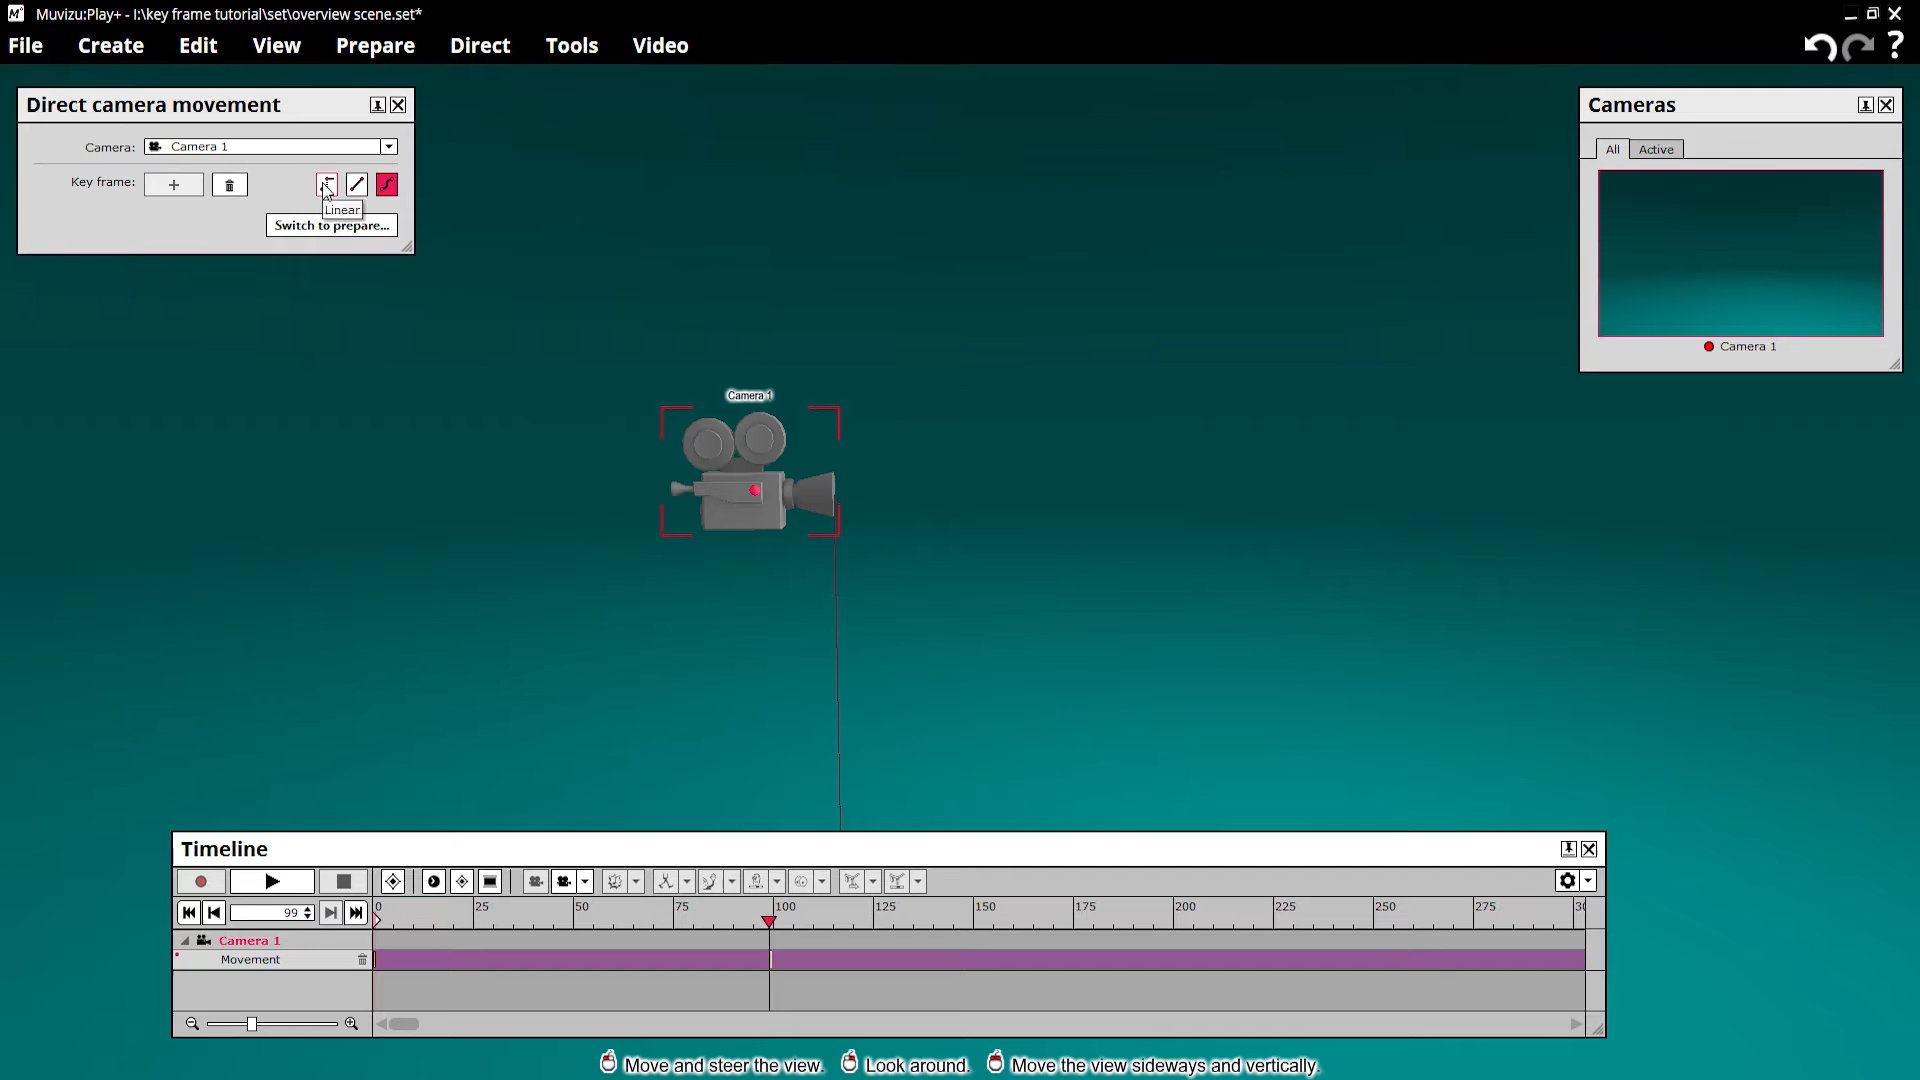 Muvizu:Play+ - I:\key frame tutorial\set\overview scene.set*
File Create Edit View Prepare Direct Tools Video ?
Direct camera movement
Camera: Camera 1
Key frame:
Linear
Switch to prepare...
Cameras
All Active
Camera 1
Camera 1
Timeline
99 0 25 50 75 100 125 150 175 200 225 250 275
Camera 1
Movement
Move and steer the view. Look around. Move the view sideways and vertically.